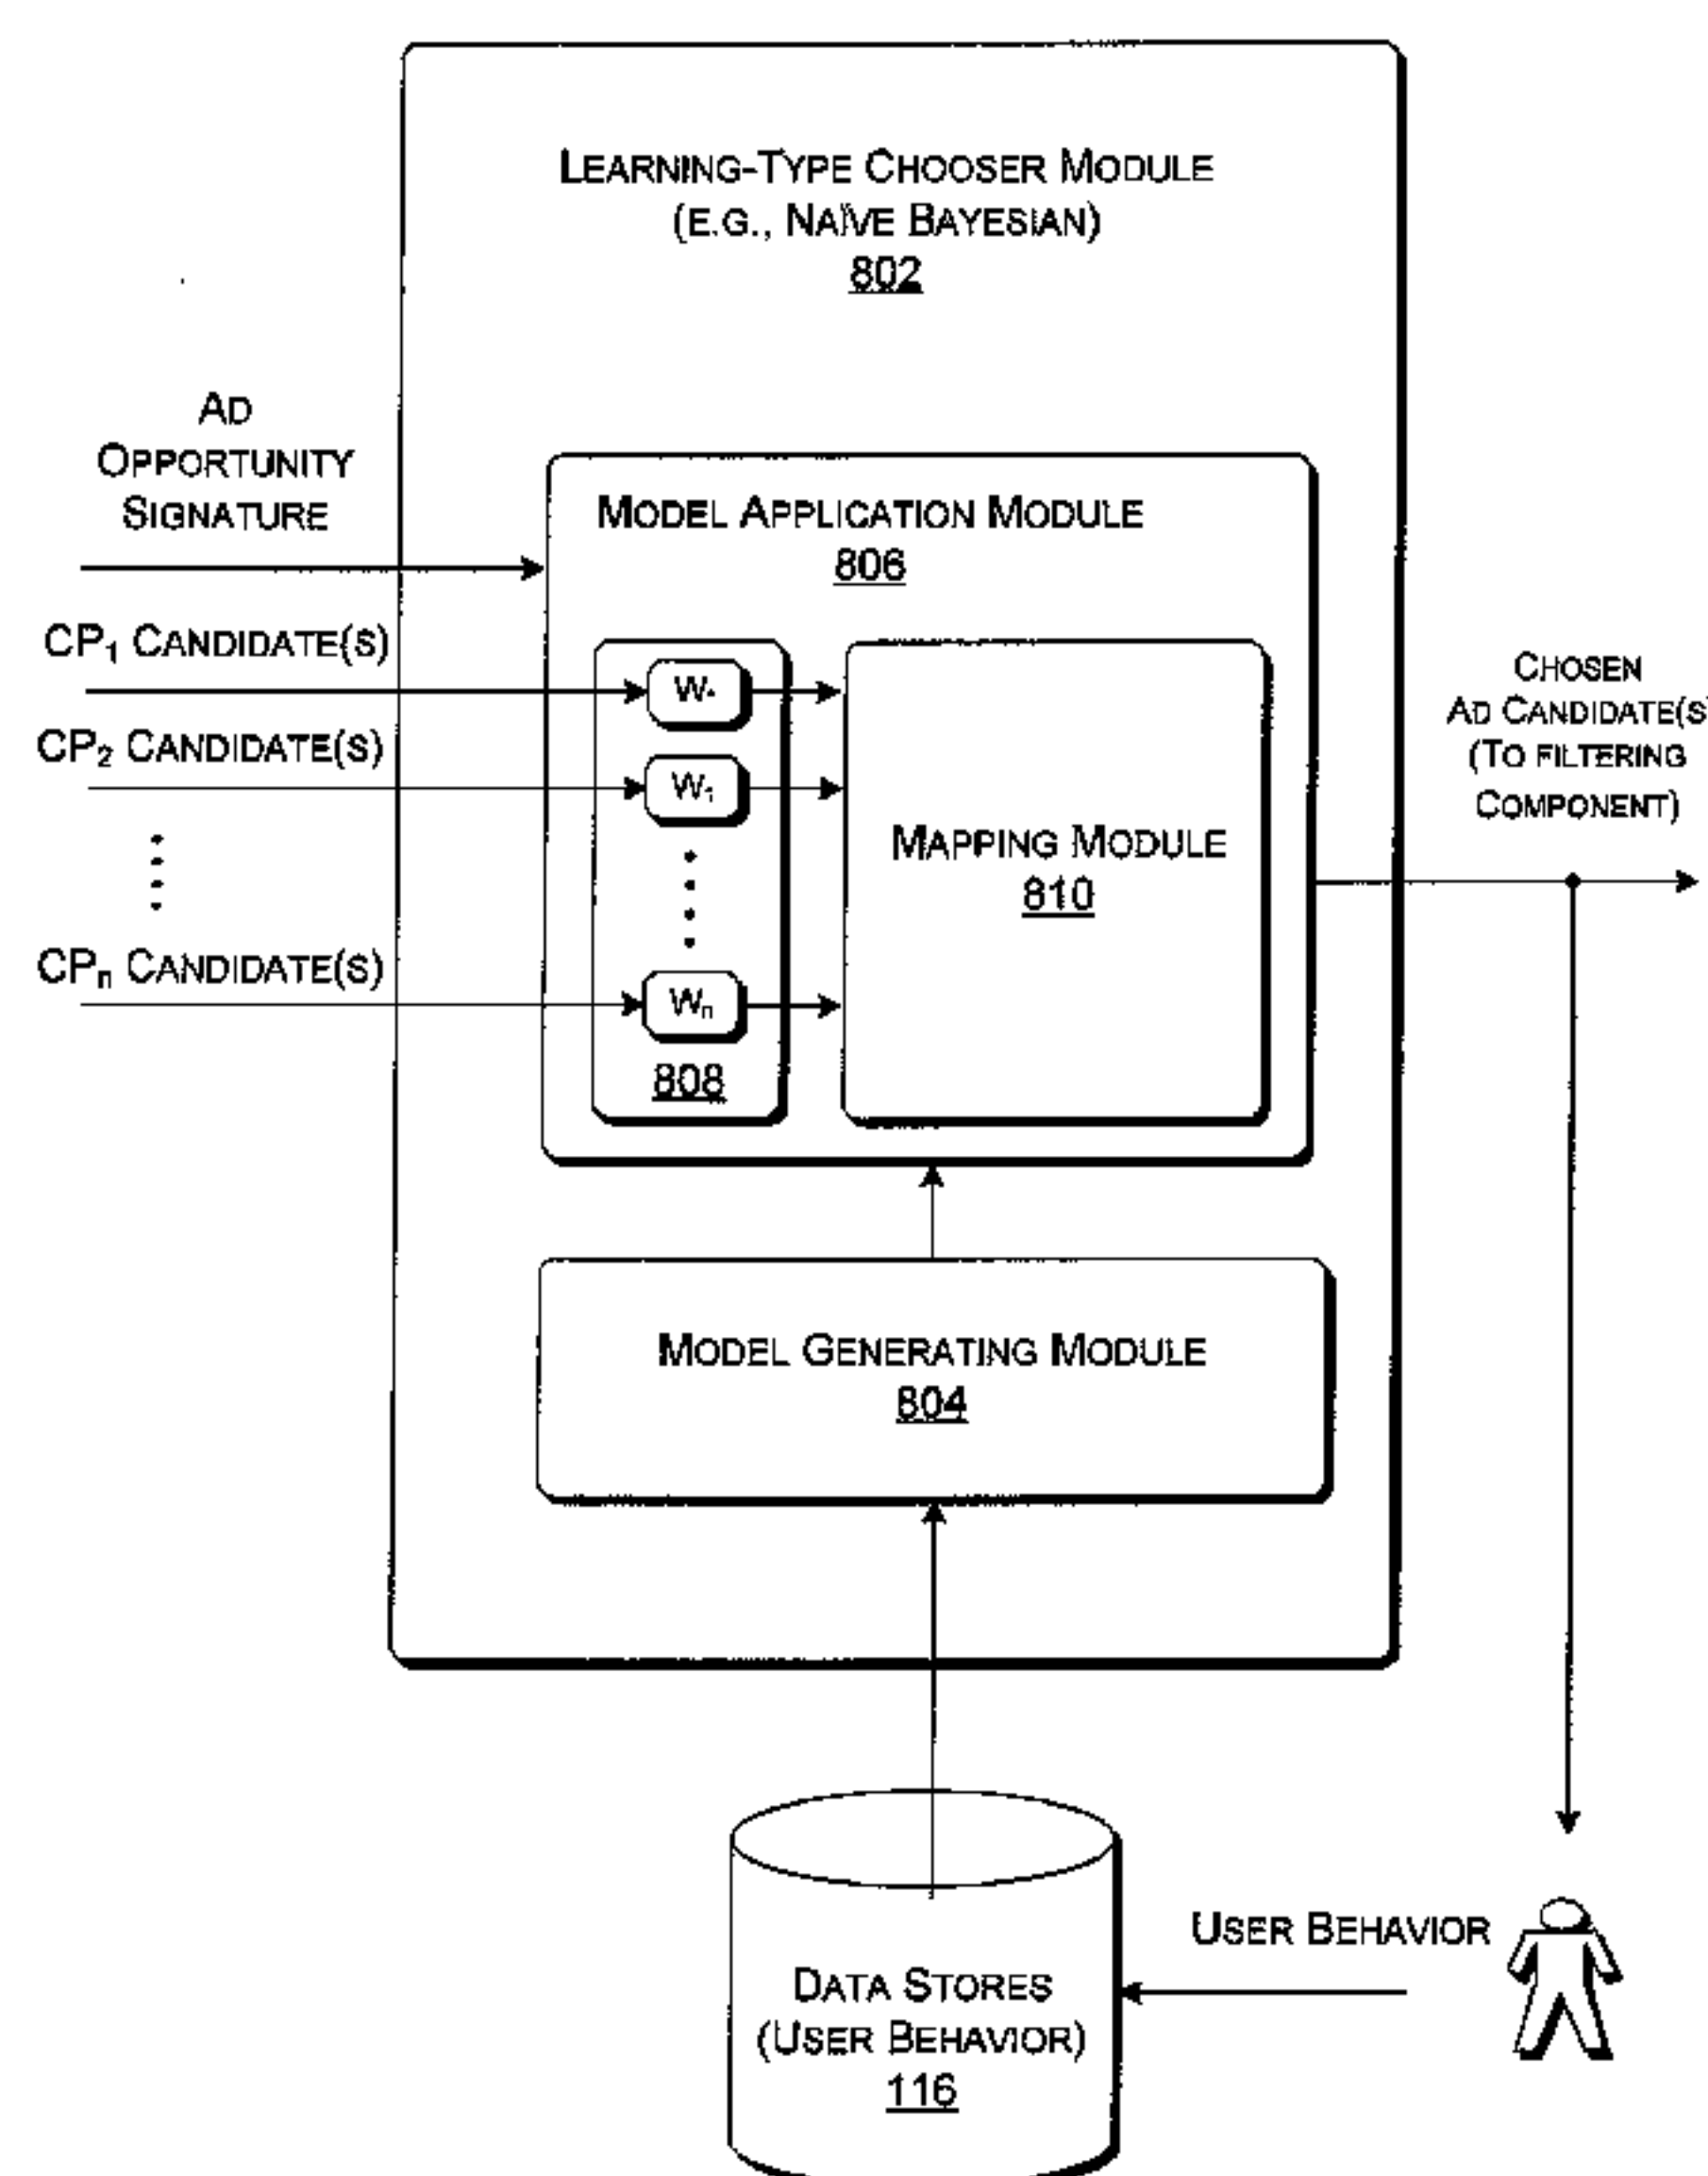 LEARNING-TYPE CHOOSER MODULE
(E.G., NAÏVE BAYESIAN)
802
AD
OPPORTUNITY
SIGNATURE
MODEL APPLICATION MODULE
806
CP₁ CANDIDATE(S)
CP₂ CANDIDATE(S)
CPₙ CANDIDATE(S)
W₁
Wₙ
808
MAPPING MODULE
810
CHOSEN
AD CANDIDATE(S)
(TO FILTERING
COMPONENT)
MODEL GENERATING MODULE
804
USER BEHAVIOR
DATA STORES
(USER BEHAVIOR)
116